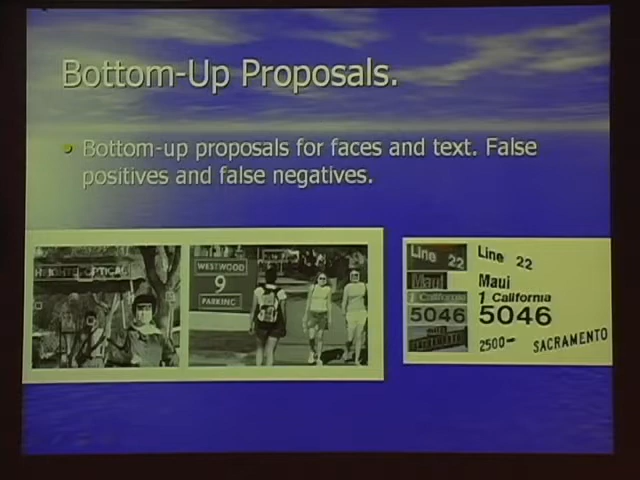 Bottom-Up Proposals.
Bottom-up proposals for faces and text. False
positives and false negatives.
OPTICAL
WESTWOOD
9
PARKING
Line 22
Maui
1 California
5046
Line 22
Maui
1 California
5046
2500-
SACRAMENTO